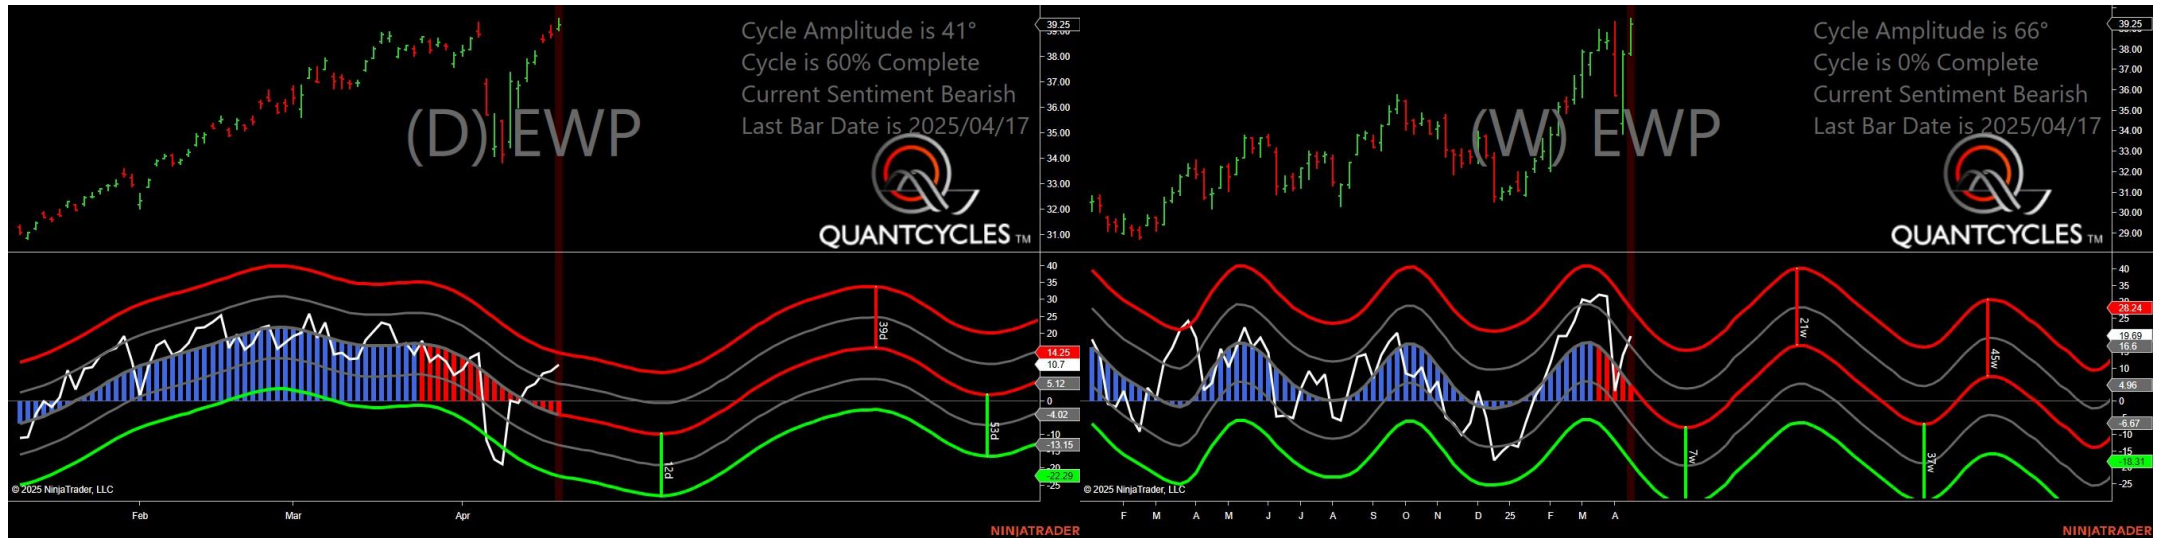 Cycle Amplitude is 41°
Cycle is 60% Complete
Current Sentiment Bearish
Last Bar Date is 2025/04/17
(D) EWP
QUANTCYCLES TM
39.25
39.00
38.00
37.00
36.00
35.00
34.00
33.00
32.00
31.00
40
35
30
25
20
14.25
10.7
5.12
0
-4.02
-10
-13.15
-22.29
-25
39d
12d
53d
© 2025 NinjaTrader, LLC
Feb Mar Apr
NINJATRADER
Cycle Amplitude is 66°
Cycle is 0% Complete
Current Sentiment Bearish
Last Bar Date is 2025/04/17
(W) EWP
QUANTCYCLES TM
39.25
38.00
37.00
36.00
35.00
34.00
33.00
32.00
31.00
30.00
29.00
40
35
28.24
25
19.69
16.6
10
4.96
0
-6.67
-10
-15
-18.31
-25
21w
45w
7w
37w
© 2025 NinjaTrader, LLC
F M A M J J A S O N D 25 F M A
NINJATRADER